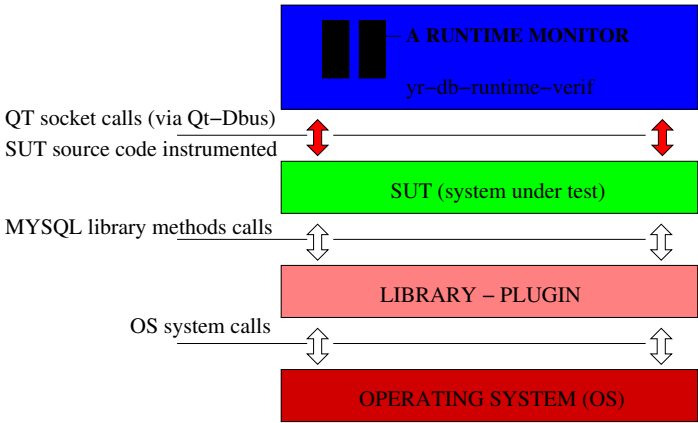 A RUNTIME MONITOR
yr−db−runtime−verif
QT socket calls (via Qt−Dbus)
SUT source code instrumented
SUT (system under test)
MYSQL library methods calls
LIBRARY − PLUGIN
OS system calls
OPERATING SYSTEM (OS)